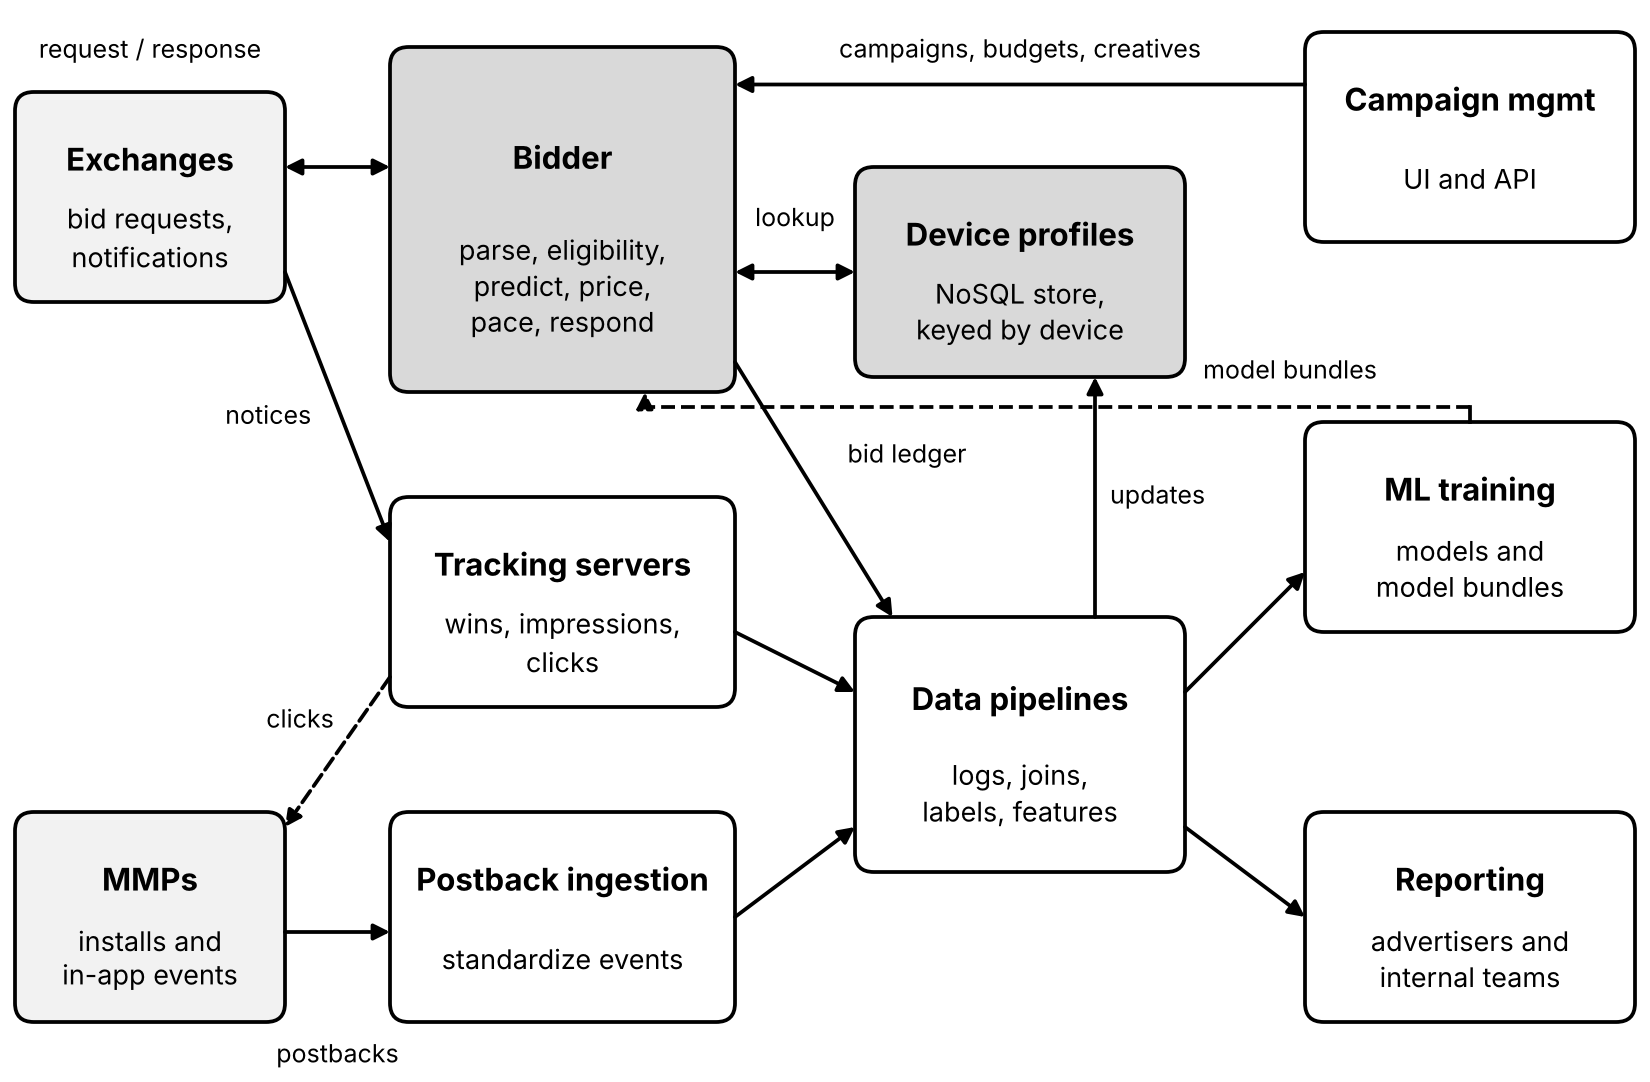 request / response
Exchanges
bid requests,
notifications
Bidder
parse, eligibility,
predict, price,
pace, respond
campaigns, budgets, creatives
Campaign mgmt
UI and API
lookup
Device profiles
NoSQL store,
keyed by device
model bundles
notices
bid ledger
updates
ML training
models and
model bundles
Tracking servers
wins, impressions,
clicks
clicks
Data pipelines
logs, joins,
labels, features
MMPs
installs and
in-app events
postbacks
Postback ingestion
standardize events
Reporting
advertisers and
internal teams